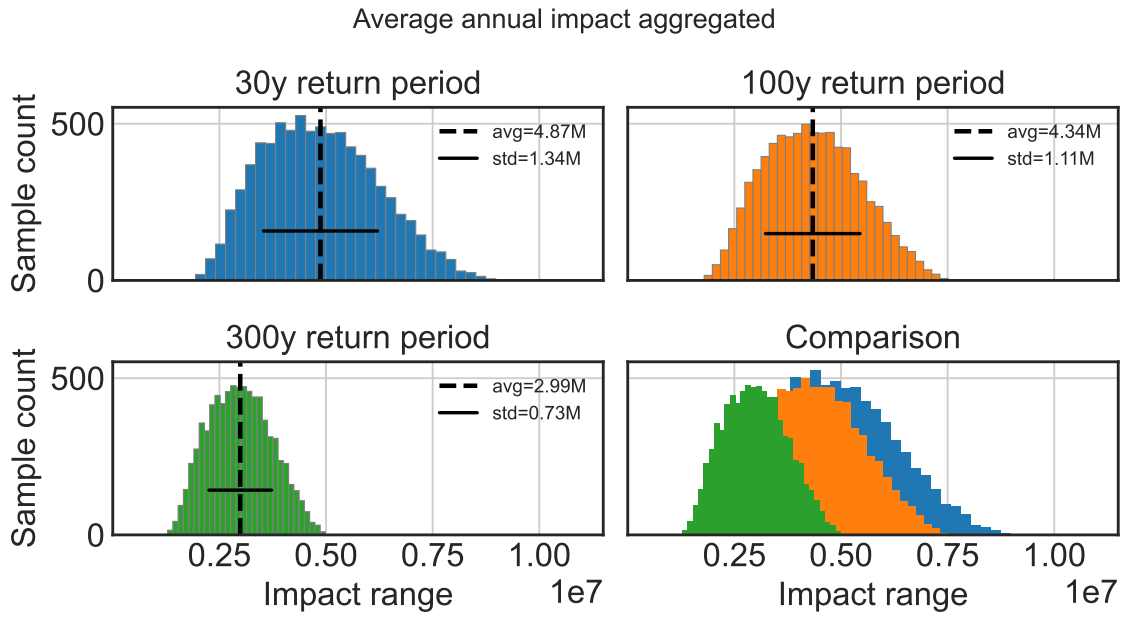 Average annual impact aggregated
30y return period
100y return period
Sample count
500
0
avg=4.87M
std=1.34M
avg=4.34M
std=1.11M
300y return period
Comparison
Sample count
500
0
avg=2.99M
std=0.73M
0.25 0.50 0.75 1.00
1e7
Impact range
0.25 0.50 0.75 1.00
1e7
Impact range